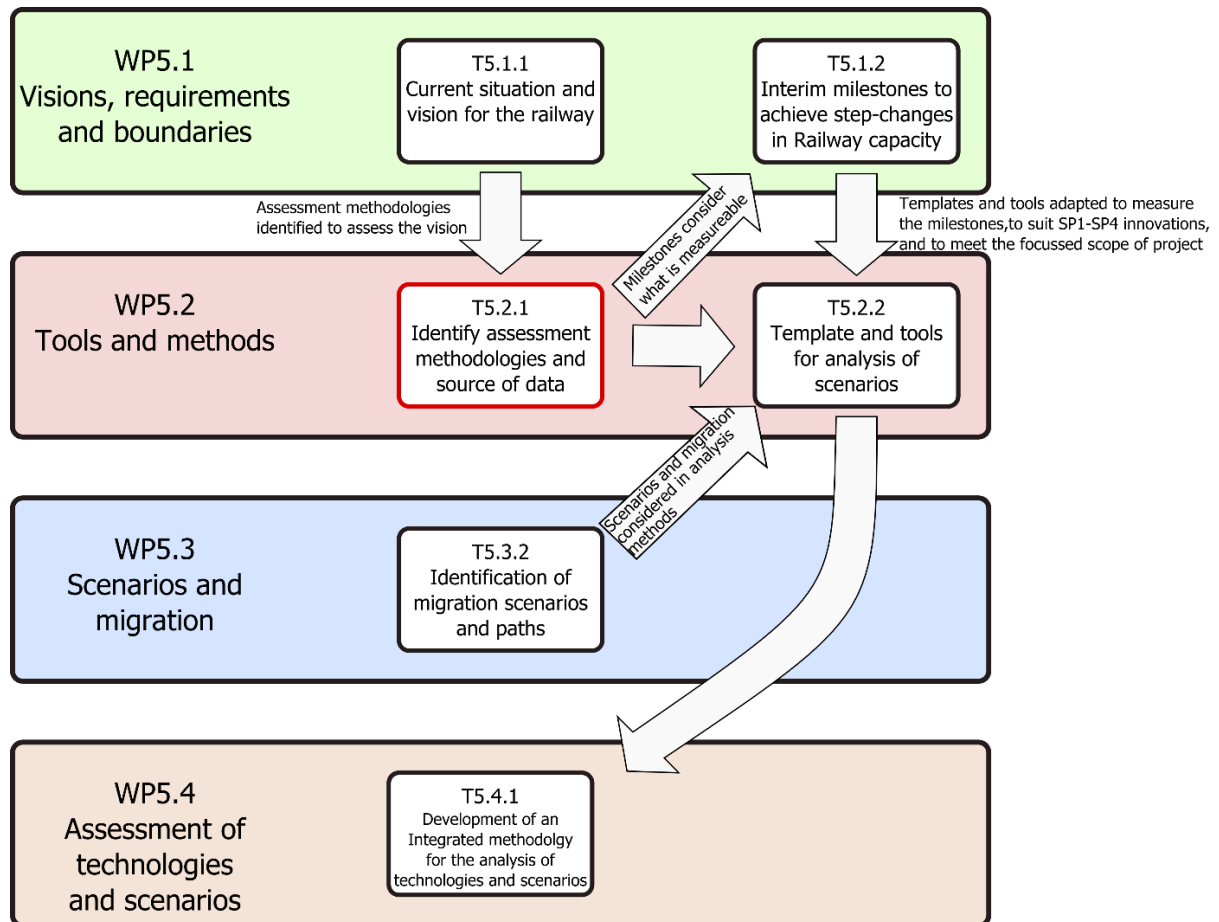 WP5.1
Visions, requirements
and boundaries
T5.1.1
Current situation and
vision for the railway
T5.1.2
Interim milestones to
achieve step-changes
in Railway capacity
Assessment methodologies
identified to assess the vision
Milestones consider
what is measureable
Templates and tools adapted to measure
the milestones,to suit SP1-SP4 innovations,
and to meet the focussed scope of project
WP5.2
Tools and methods
T5.2.1
Identify assessment
methodologies and
source of data
T5.2.2
Template and tools
for analysis of
scenarios
Scenarios and migration
considered in analysis
methods
WP5.3
Scenarios and
migration
T5.3.2
Identification of
migration scenarios
and paths
WP5.4
Assessment of
technologies
and scenarios
T5.4.1
Development of an
Integrated methodolgy
for the analysis of
technologies and scenarios